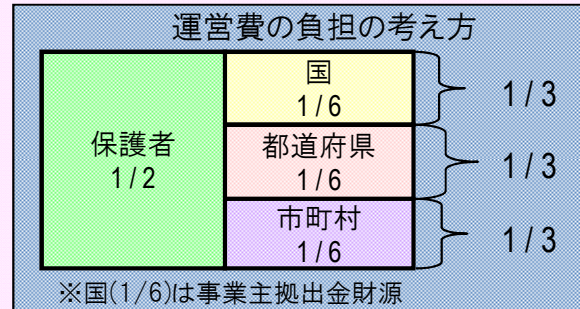 運営費の負担の考え方
保護者
1/2
国
1/6
1/3
都道府県
1/6
1/3
市町村
1/6
1/3
※国(1/6)は事業主拠出金財源